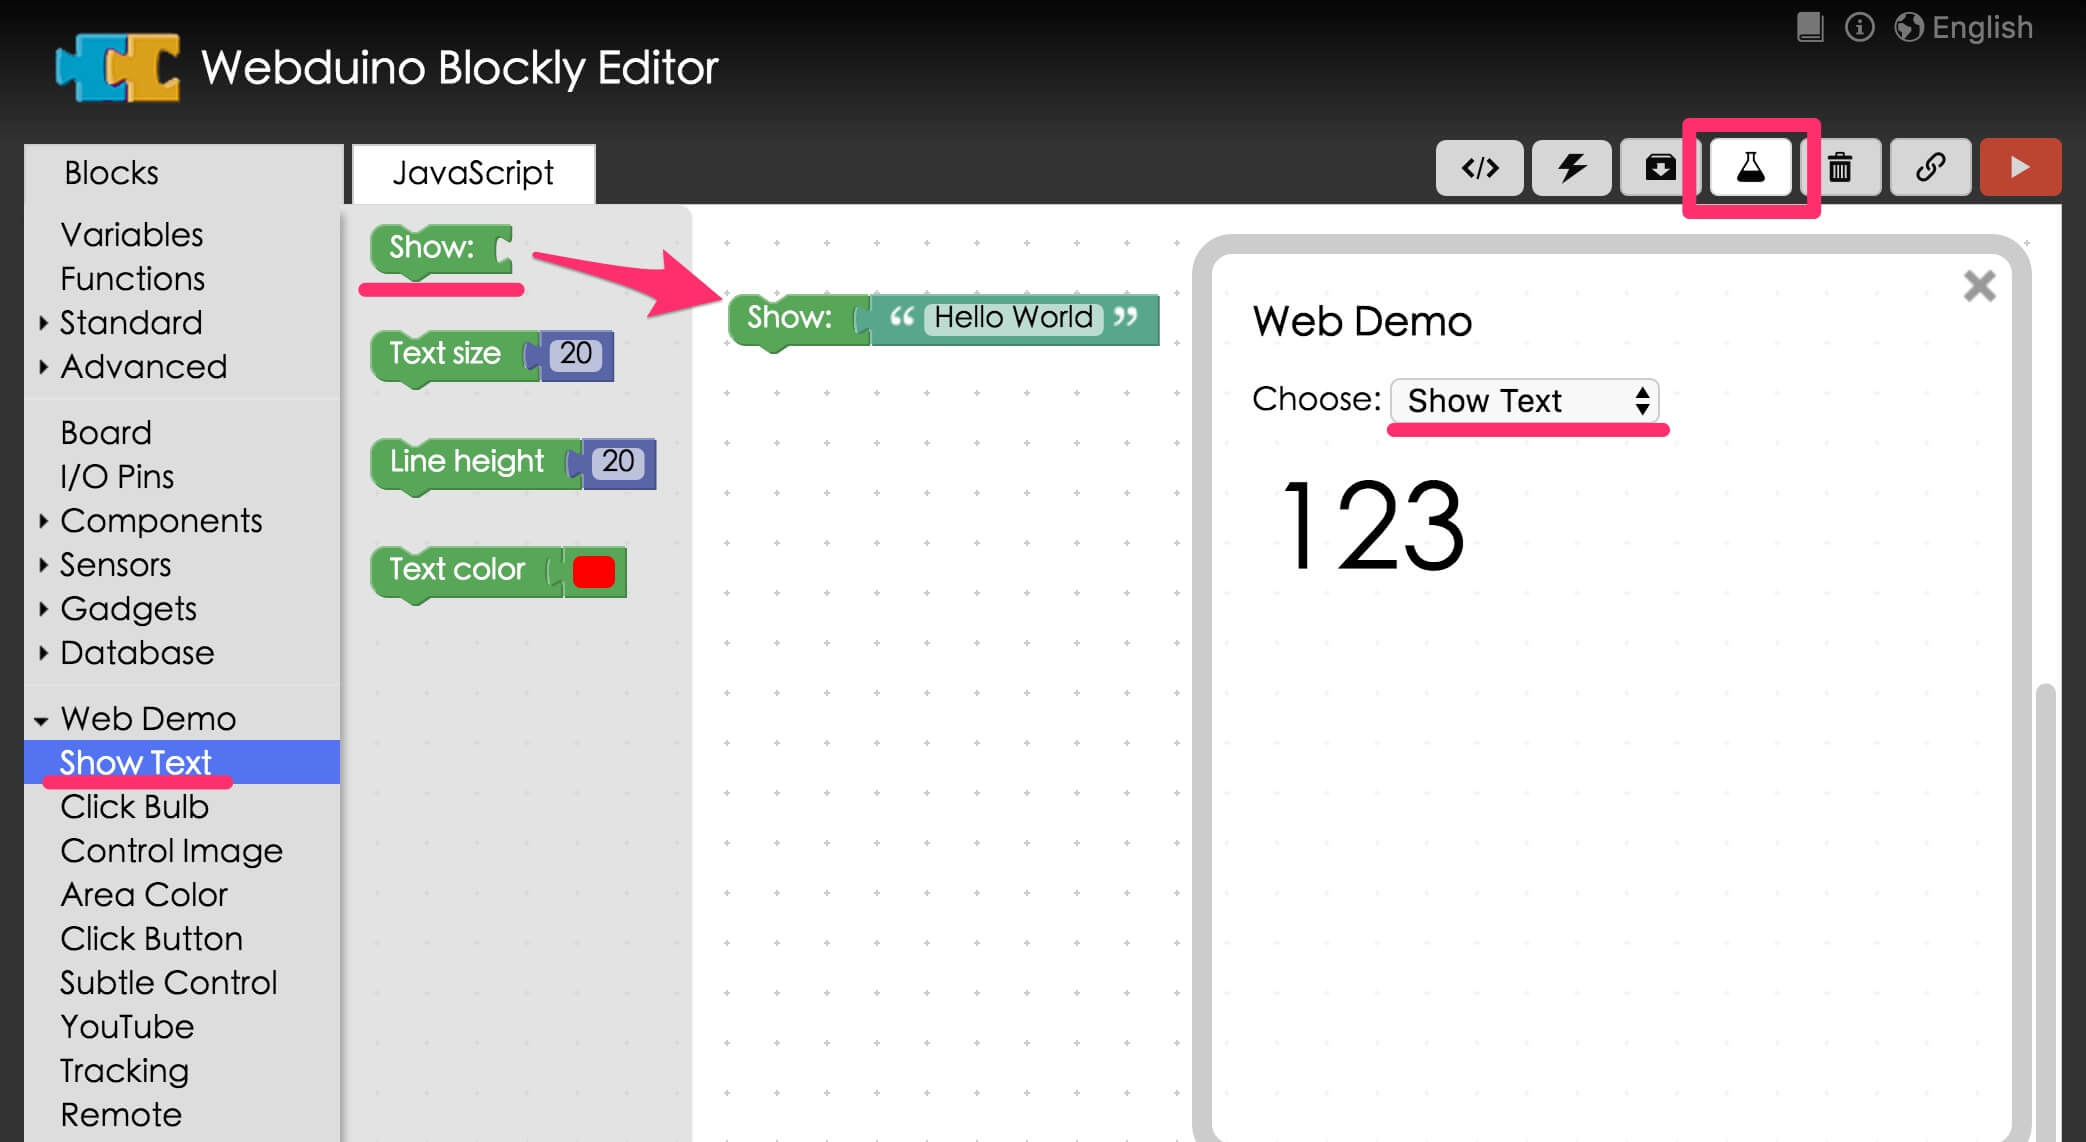 English
Webduino Blockly Editor
Blocks
JavaScript
</>
Variables
Functions
Standard
Advanced
Board
I/O Pins
Components
Sensors
Gadgets
Database
Web Demo
Show Text
Click Bulb
Control Image
Area Color
Click Button
Subtle Control
YouTube
Tracking
Remote
Show:
Text size 20
Line height 20
Text color
Show: “ Hello World ”
Web Demo
Choose: Show Text
123